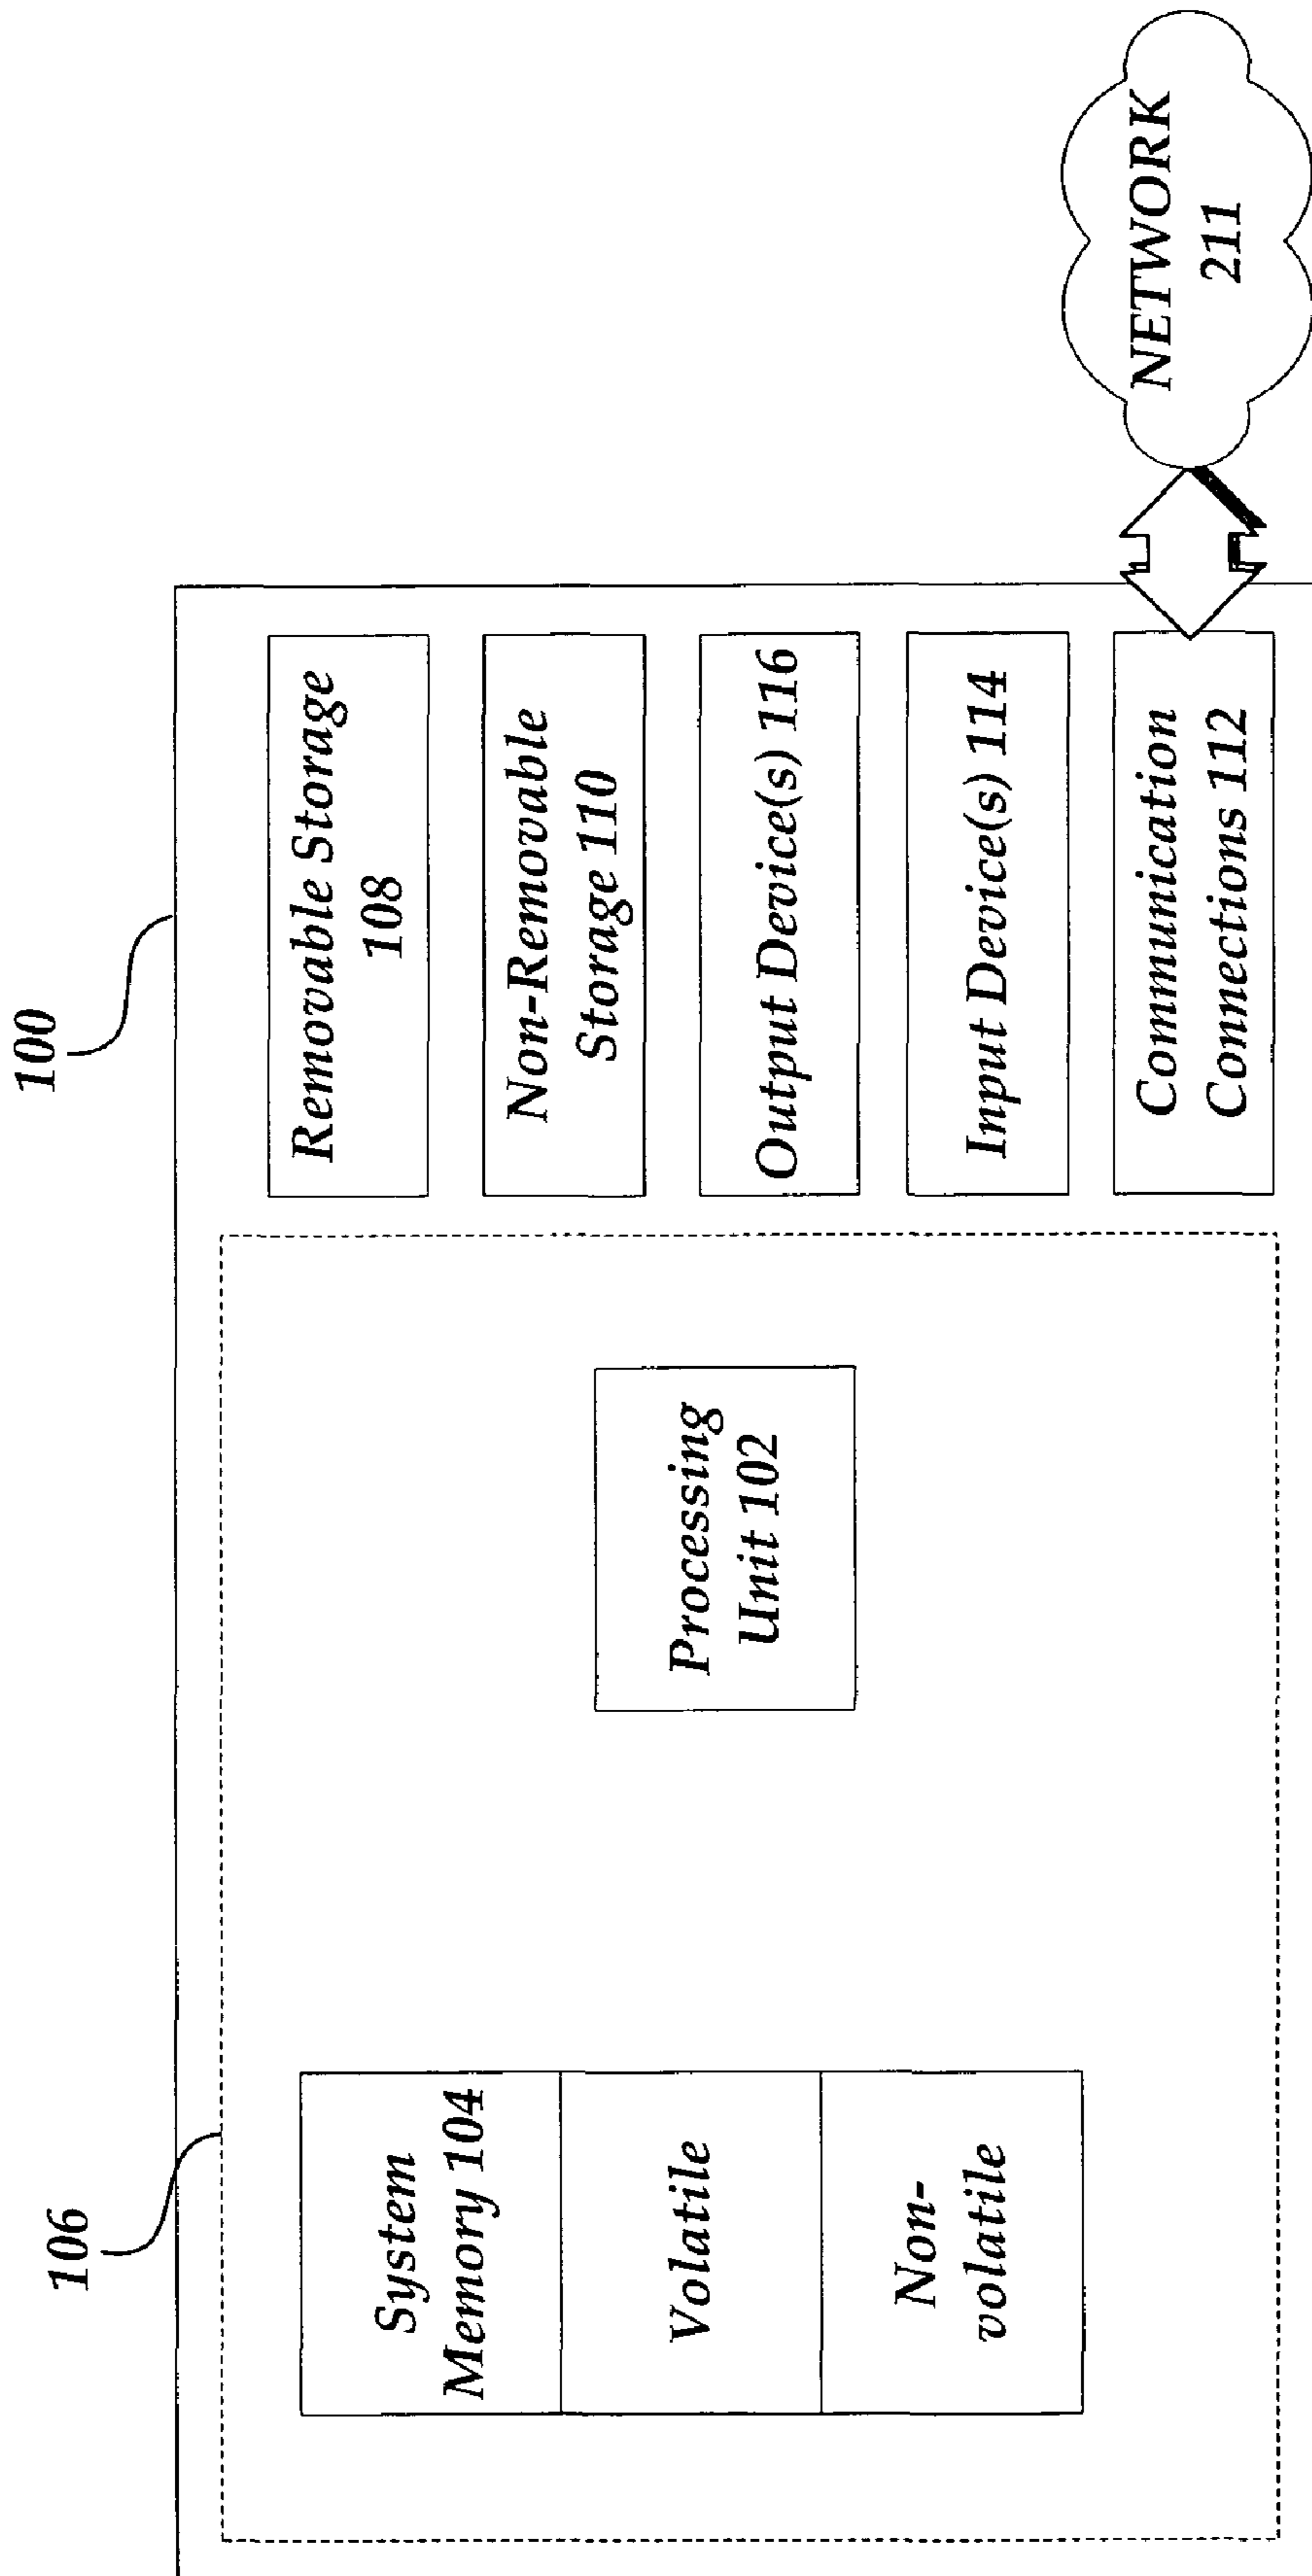 100
106
System
Memory 104
Volatile
Non-
volatile
Processing
Unit 102
Removable Storage
108
Non-Removable
Storage 110
Output Device(s) 116
Input Device(s) 114
Communication
Connections 112
NETWORK
211